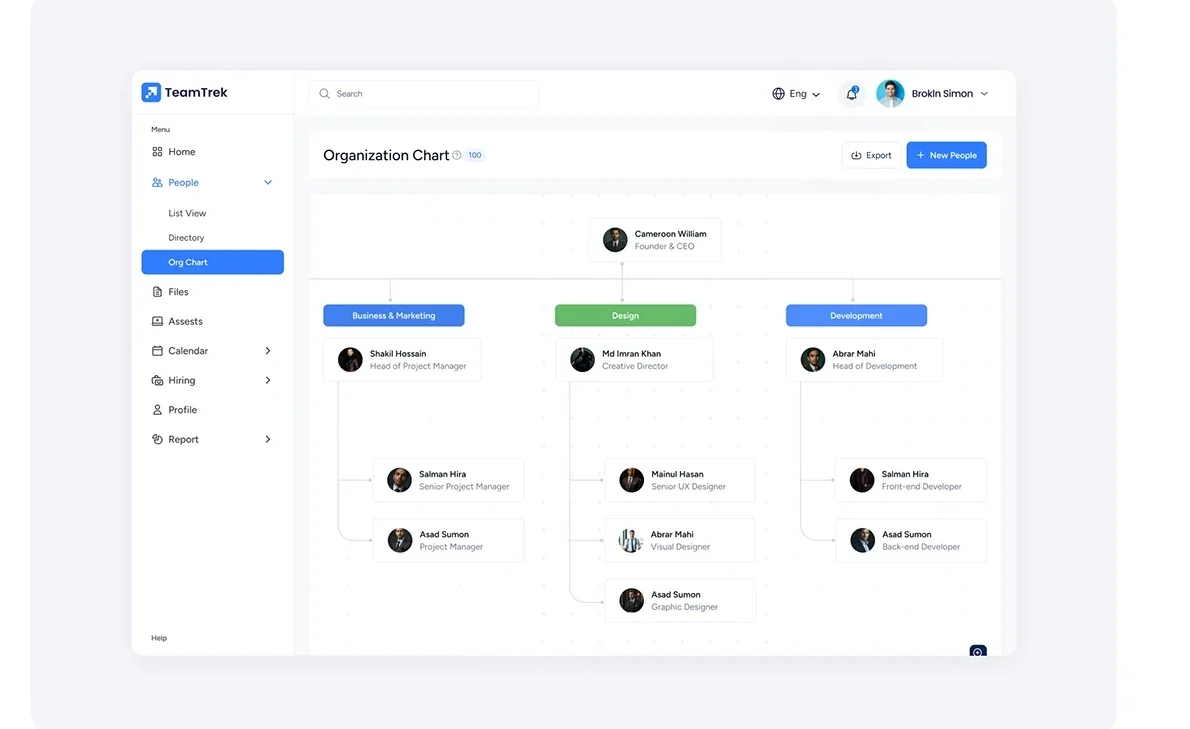 TeamTrek
Search
Eng
3
BrokIn Simon
Menu
Home
People
List View
Directory
Org Chart
Files
Assests
Calendar
Hiring
Profile
Report
Help
Organization Chart 100
Export
+ New People
Cameroon William
Founder & CEO
Business & Marketing
Design
Development
Shakil Hossain
Head of Project Manager
Md Imran Khan
Creative Director
Abrar Mahi
Head of Development
Salman Hira
Senior Project Manager
Mainul Hasan
Senior UX Designer
Salman Hira
Front-end Developer
Asad Sumon
Project Manager
Abrar Mahi
Visual Designer
Asad Sumon
Back-end Developer
Asad Sumon
Graphic Designer